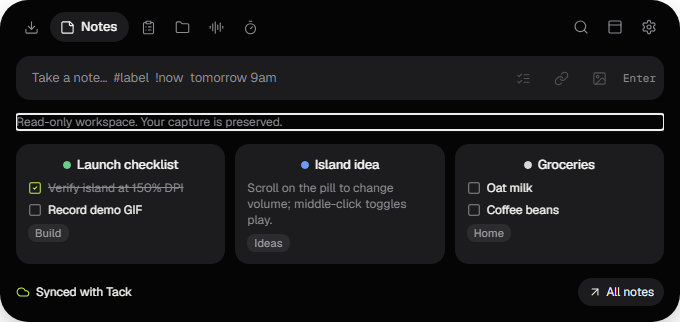 Notes
Take a note... #label !now tomorrow 9am
Enter
Read-only workspace. Your capture is preserved.
Launch checklist
Verify island at 150% DPI
Record demo GIF
Build
Island idea
Scroll on the pill to change
volume; middle-click toggles
play.
Ideas
Groceries
Oat milk
Coffee beans
Home
Synced with Tack
All notes